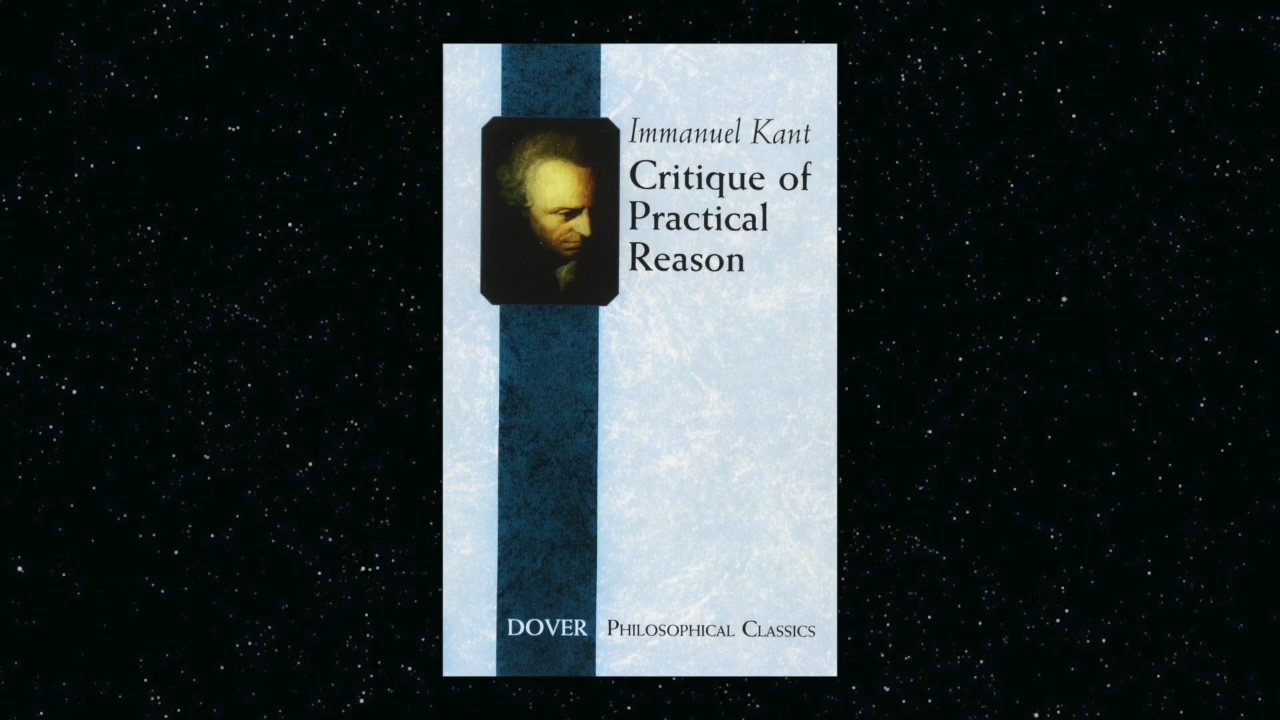 Immanuel Kant
Critique of
Practical
Reason
DOVER PHILOSOPHICAL CLASSICS